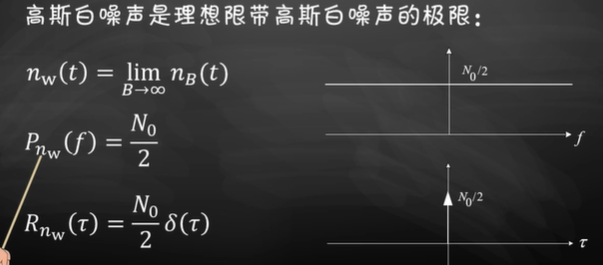 高斯白噪声是理想限带高斯白噪声的极限：
n_w(t) = lim_{B→∞} n_B(t)
N_0/2
P_{n_w}(f) = N_0/2
f
N_0/2
R_{n_w}(τ) = N_0/2 δ(τ)
τ